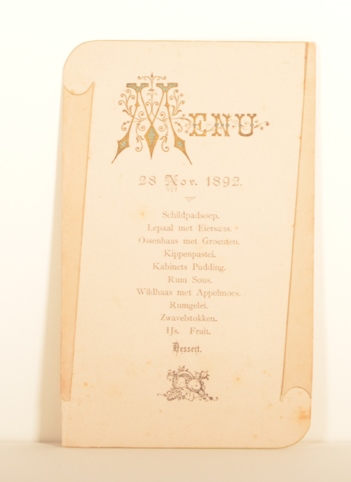 MENU
28 Nov. 1892.
Schildpadsoep.
Lepaal met Eiersaus.
Ossenhaas met Groenten.
Kippenpastei.
Kabinets Pudding.
Rum Sous.
Wildhaas met Appelmoes.
Rumgelei.
Zwavelstokken.
IJs. Fruit.
Dessert.